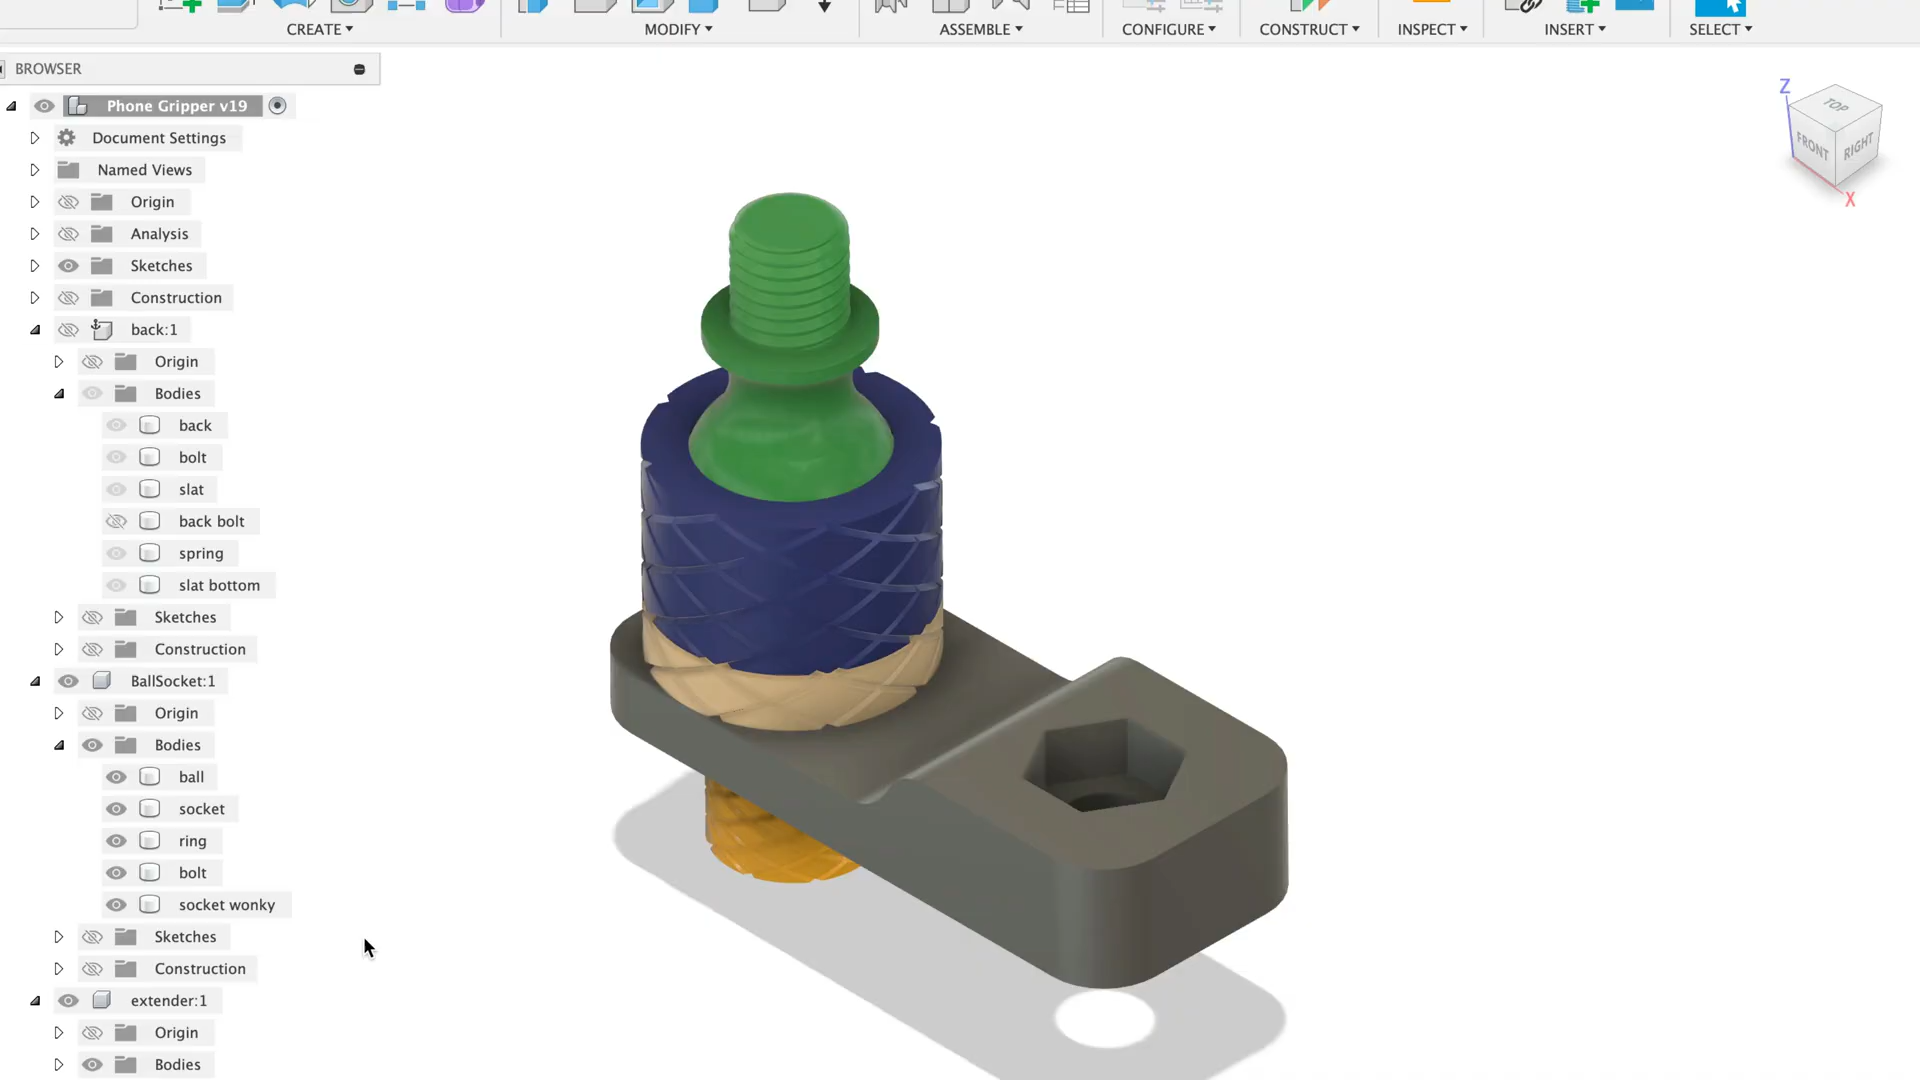 CREATE MODIFY ASSEMBLE CONFIGURE CONSTRUCT INSPECT INSERT SELECT
BROWSER
Phone Gripper v19
Document Settings
Named Views
Origin
Analysis
Sketches
Construction
back:1
Origin
Bodies
back
bolt
slat
back bolt
spring
slat bottom
Sketches
Construction
BallSocket:1
Origin
Bodies
ball
socket
ring
bolt
socket wonky
Sketches
Construction
extender:1
Origin
Bodies
Z
TOP
FRONT RIGHT
X